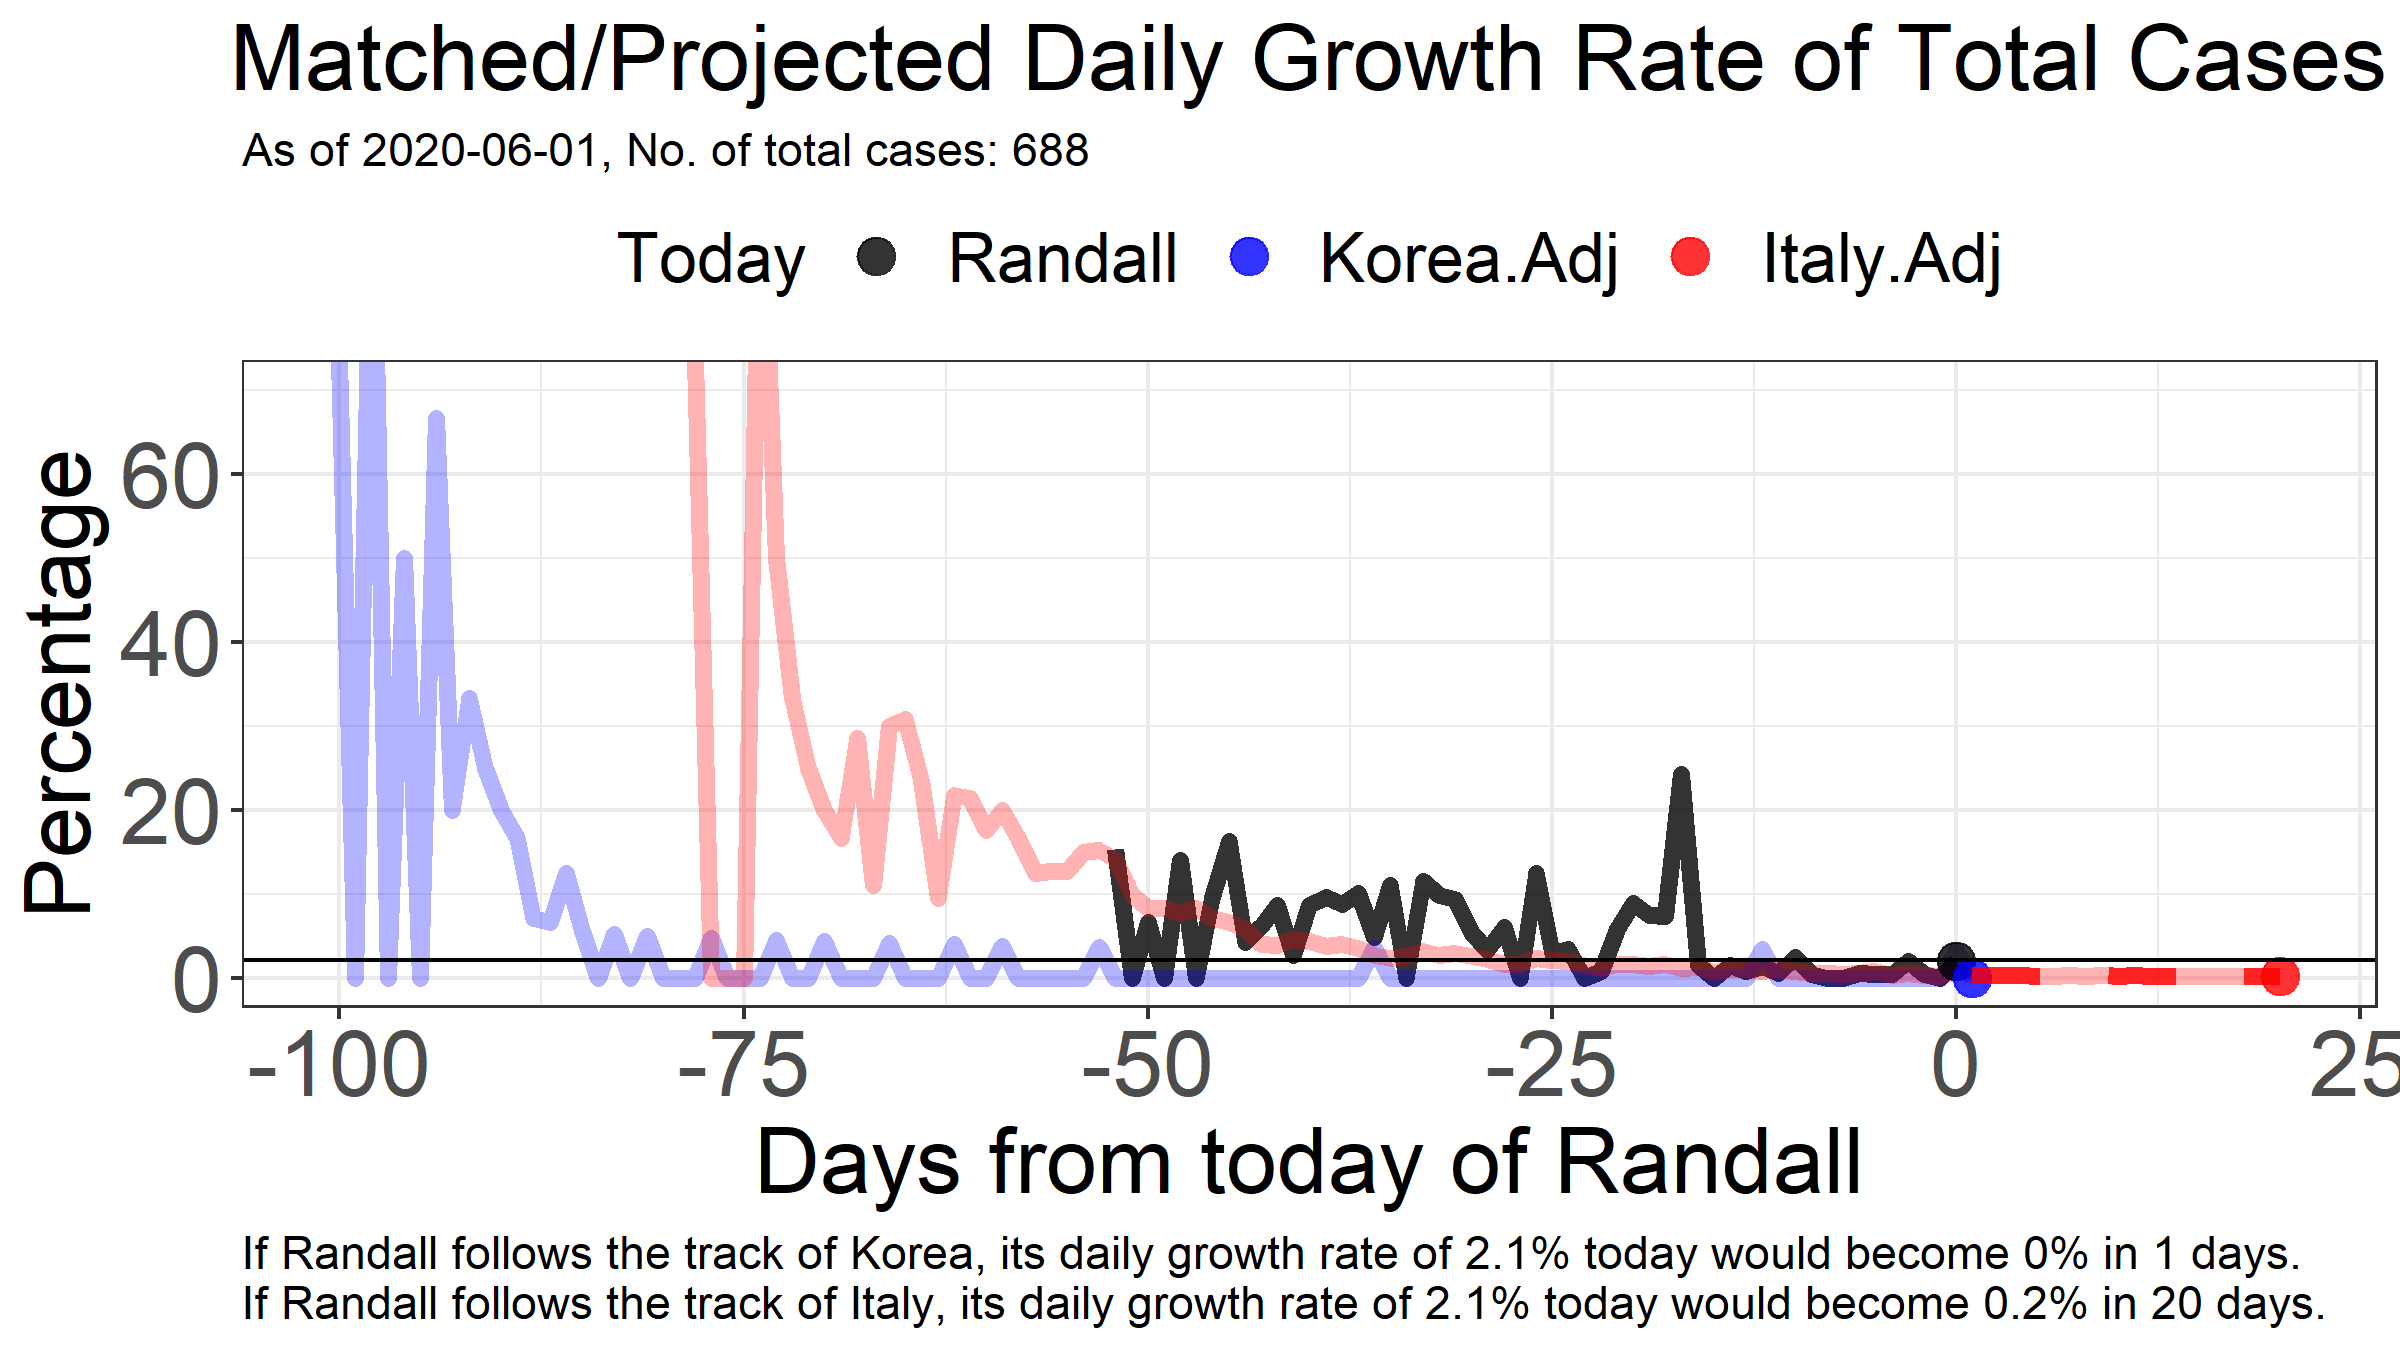 Matched/Projected Daily Growth Rate of Total Cases
As of 2020-06-01, No. of total cases: 688
Today Randall Korea.Adj Italy.Adj
Percentage
60
40
20
0
-100 -75 -50 -25 0 25
Days from today of Randall
If Randall follows the track of Korea, its daily growth rate of 2.1% today would become 0% in 1 days.
If Randall follows the track of Italy, its daily growth rate of 2.1% today would become 0.2% in 20 days.